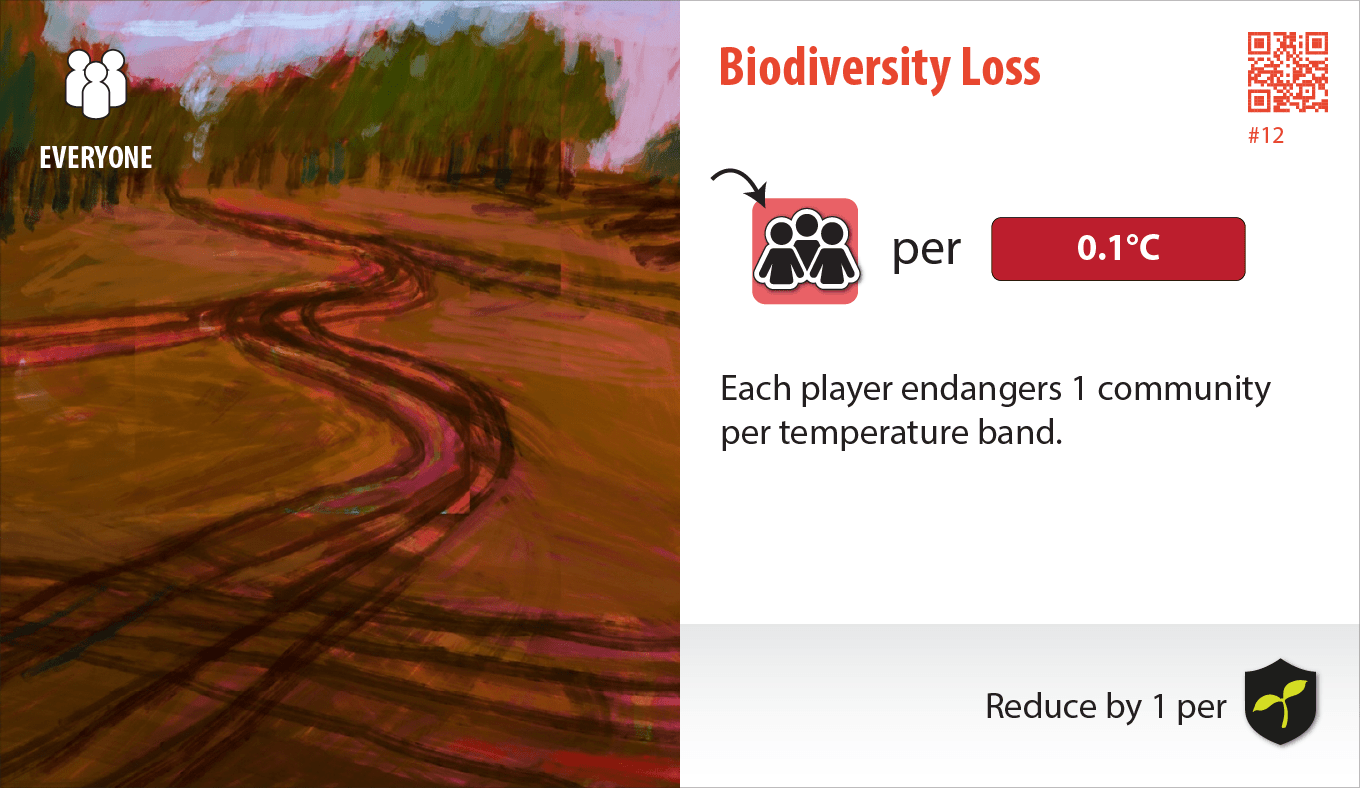 EVERYONE
Biodiversity Loss
#12
per
0.1°C
Each player endangers 1 community
per temperature band.
Reduce by 1 per